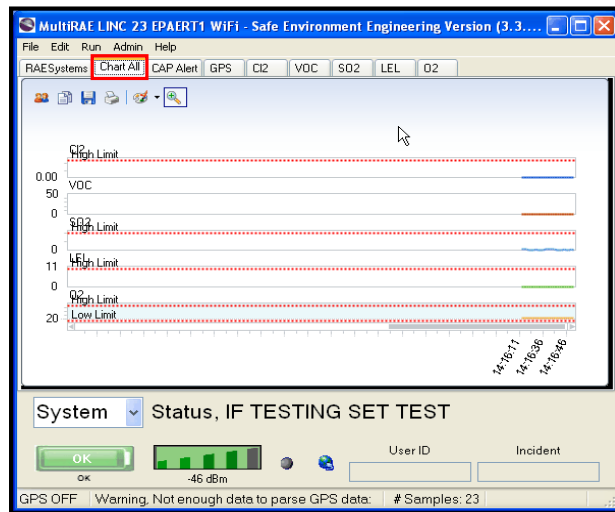 MultiRAE LINC 23 EPAERT1 WiFi - Safe Environment Engineering Version (3.3....
File Edit Run Admin Help
RAESystems Chart All CAP Alert GPS Cl2 VOC SO2 LEL O2
Cl2
High Limit
0.00
VOC
50
0
SO2
High Limit
0
LEL
11
High Limit
0
O2
High Limit
20
Low Limit
14:16:11
14:16:36
14:16:46
System Status, IF TESTING SET TEST
OK
User ID Incident
OK -46 dBm
GPS OFF Warning, Not enough data to parse GPS data: # Samples: 23